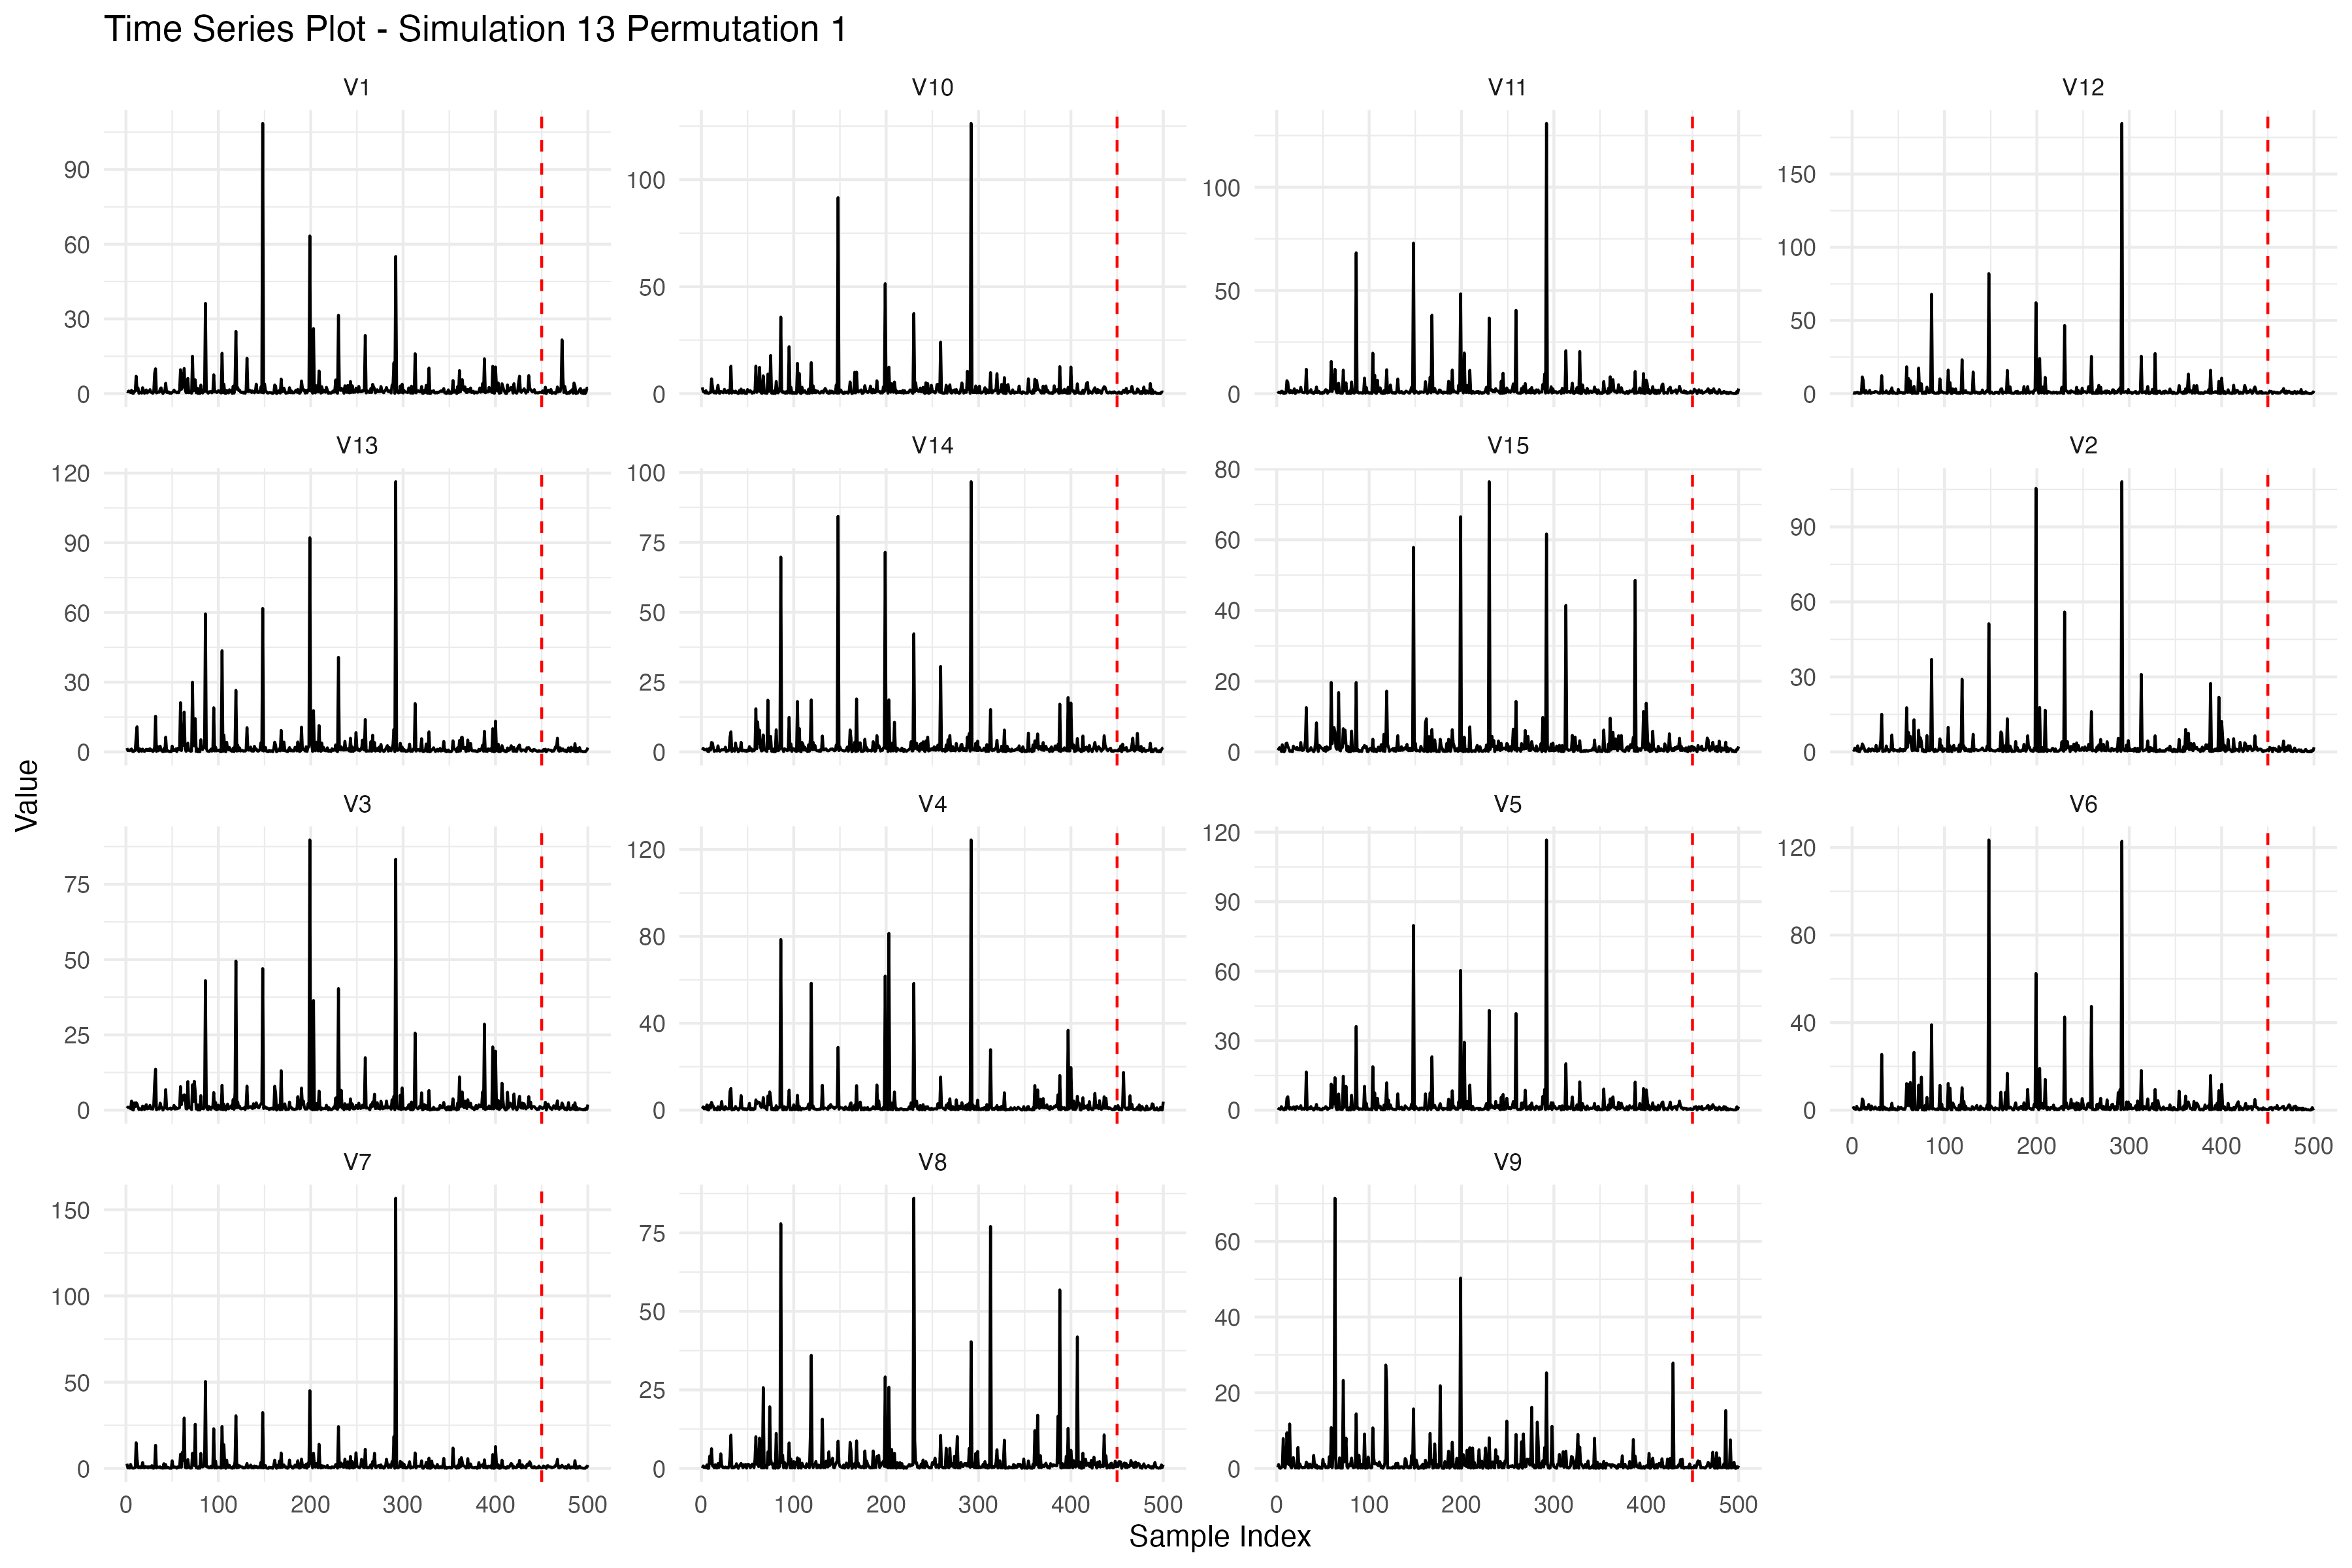 Time Series Plot - Simulation 13 Permutation 1
V1
V10
V11
V12
90
60
30
0
100
50
0
100
50
0
150
100
50
0
V13
V14
V15
V2
120
90
60
30
0
100
75
50
25
0
80
60
40
20
0
90
60
30
0
Value
V3
V4
V5
V6
75
50
25
0
120
80
40
0
120
90
60
30
0
120
80
40
0
0 100 200 300 400 500
V7
V8
V9
150
100
50
0
75
50
25
0
60
40
20
0
0 100 200 300 400 500
0 100 200 300 400 500
0 100 200 300 400 500
Sample Index